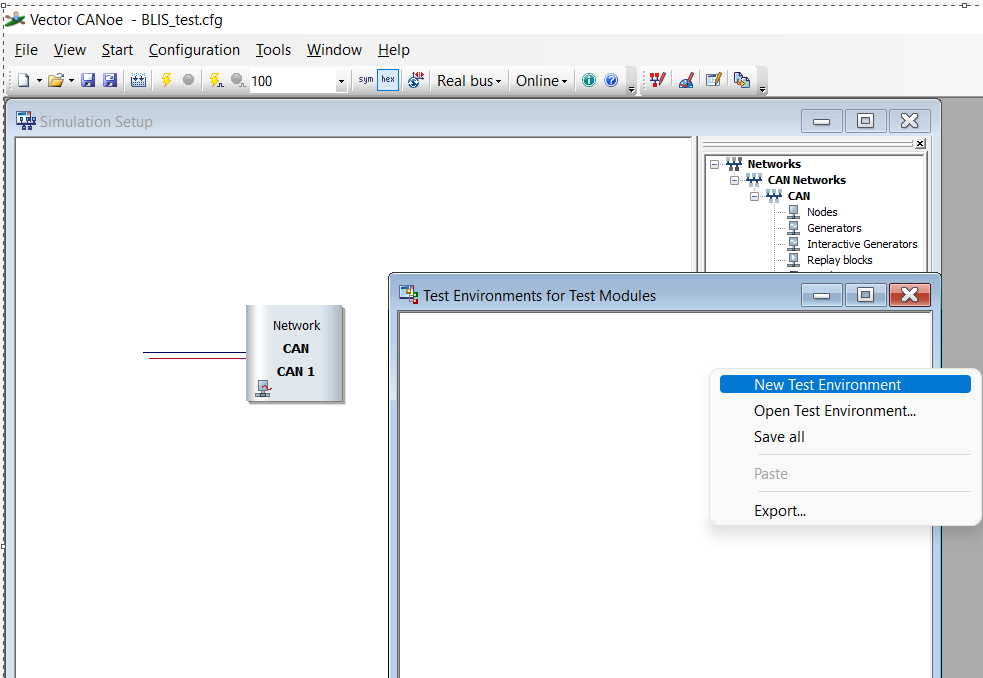 Vector CANoe - BLIS_test.cfg
File View Start Configuration Tools Window Help
100 sym hex Real bus Online
Simulation Setup
Networks
CAN Networks
CAN
Nodes
Generators
Interactive Generators
Replay blocks
Test Environments for Test Modules
Network
CAN
CAN 1
New Test Environment
Open Test Environment...
Save all
Paste
Export...